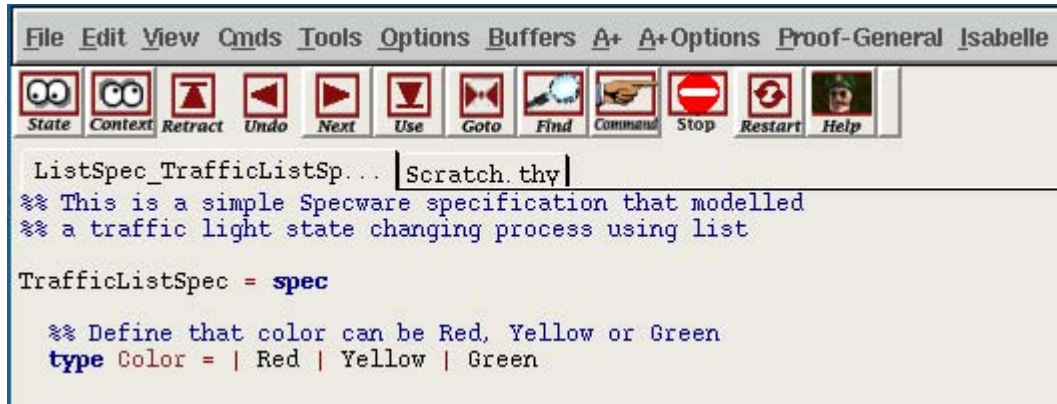 File Edit View Cmds Tools Options Buffers A+ A+Options Proof-General Isabelle
State Context Retract Undo Next Use Goto Find Command Stop Restart Help
ListSpec_TrafficListSp... Scratch.thy
%% This is a simple Specware specification that modelled
%% a traffic light state changing process using list
TrafficListSpec = spec
%% Define that color can be Red, Yellow or Green
type Color = | Red | Yellow | Green